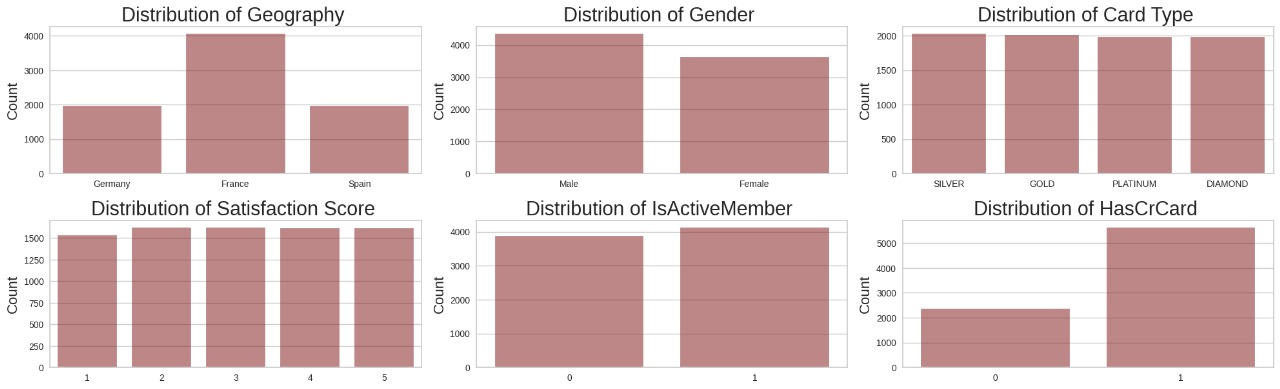 Distribution of Geography
Count
4000
3000
2000
1000
0
Germany France Spain
Distribution of Gender
4000
3000
2000
1000
0
Male Female
Distribution of Card Type
Count
2000
1500
1000
500
0
SILVER GOLD PLATINUM DIAMOND
Distribution of Satisfaction Score
Count
1500
1250
1000
750
500
250
0
1 2 3 4 5
Distribution of IsActiveMember
Count
4000
3000
2000
1000
0
0 1
Distribution of HasCrCard
Count
5000
4000
3000
2000
1000
0
0 1